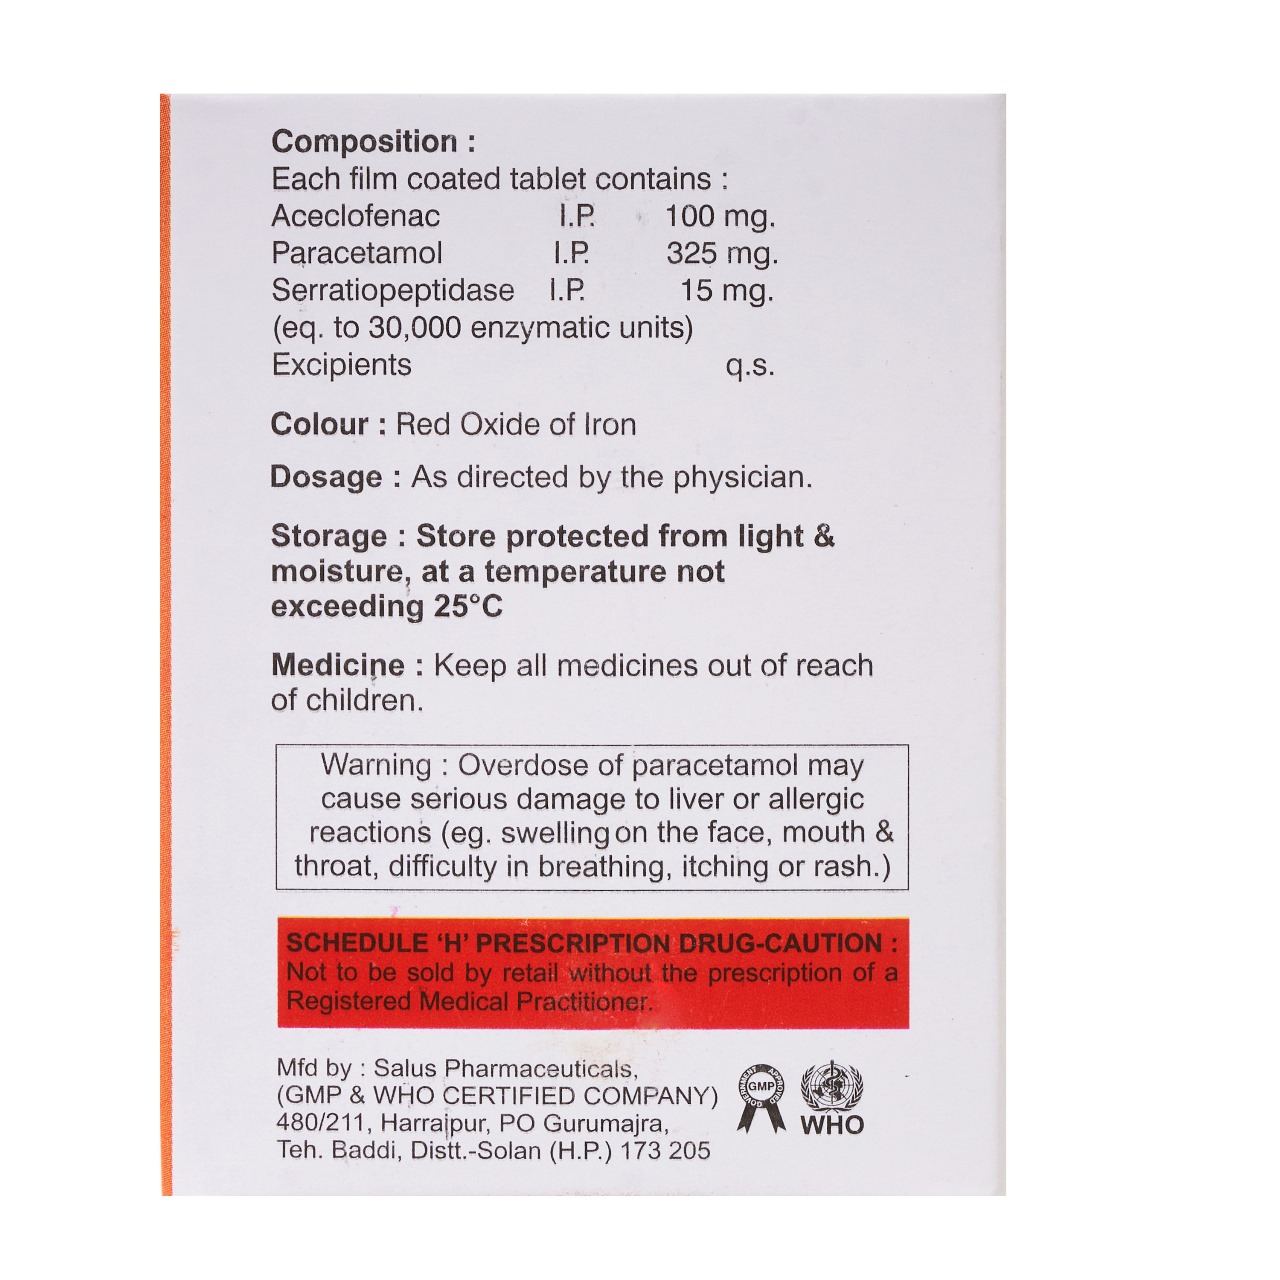 Composition :
Each film coated tablet contains :
Aceclofenac I.P. 100 mg.
Paracetamol I.P. 325 mg.
Serratiopeptidase I.P. 15 mg.
(eq. to 30,000 enzymatic units)
Excipients q.s.
Colour : Red Oxide of Iron
Dosage : As directed by the physician.
Storage : Store protected from light &
moisture, at a temperature not
exceeding 25°C
Medicine : Keep all medicines out of reach
of children.
Warning : Overdose of paracetamol may
cause serious damage to liver or allergic
reactions (eg. swelling on the face, mouth &
throat, difficulty in breathing, itching or rash.)
SCHEDULE ‘H’ PRESCRIPTION DRUG-CAUTION :
Not to be sold by retail without the prescription of a
Registered Medical Practitioner.
Mfd by : Salus Pharmaceuticals,
(GMP & WHO CERTIFIED COMPANY)
480/211, Harraipur, PO Gurumajra,
Teh. Baddi, Distt.-Solan (H.P.) 173 205
GOVERNMENT APPROVED
GMP
WHO